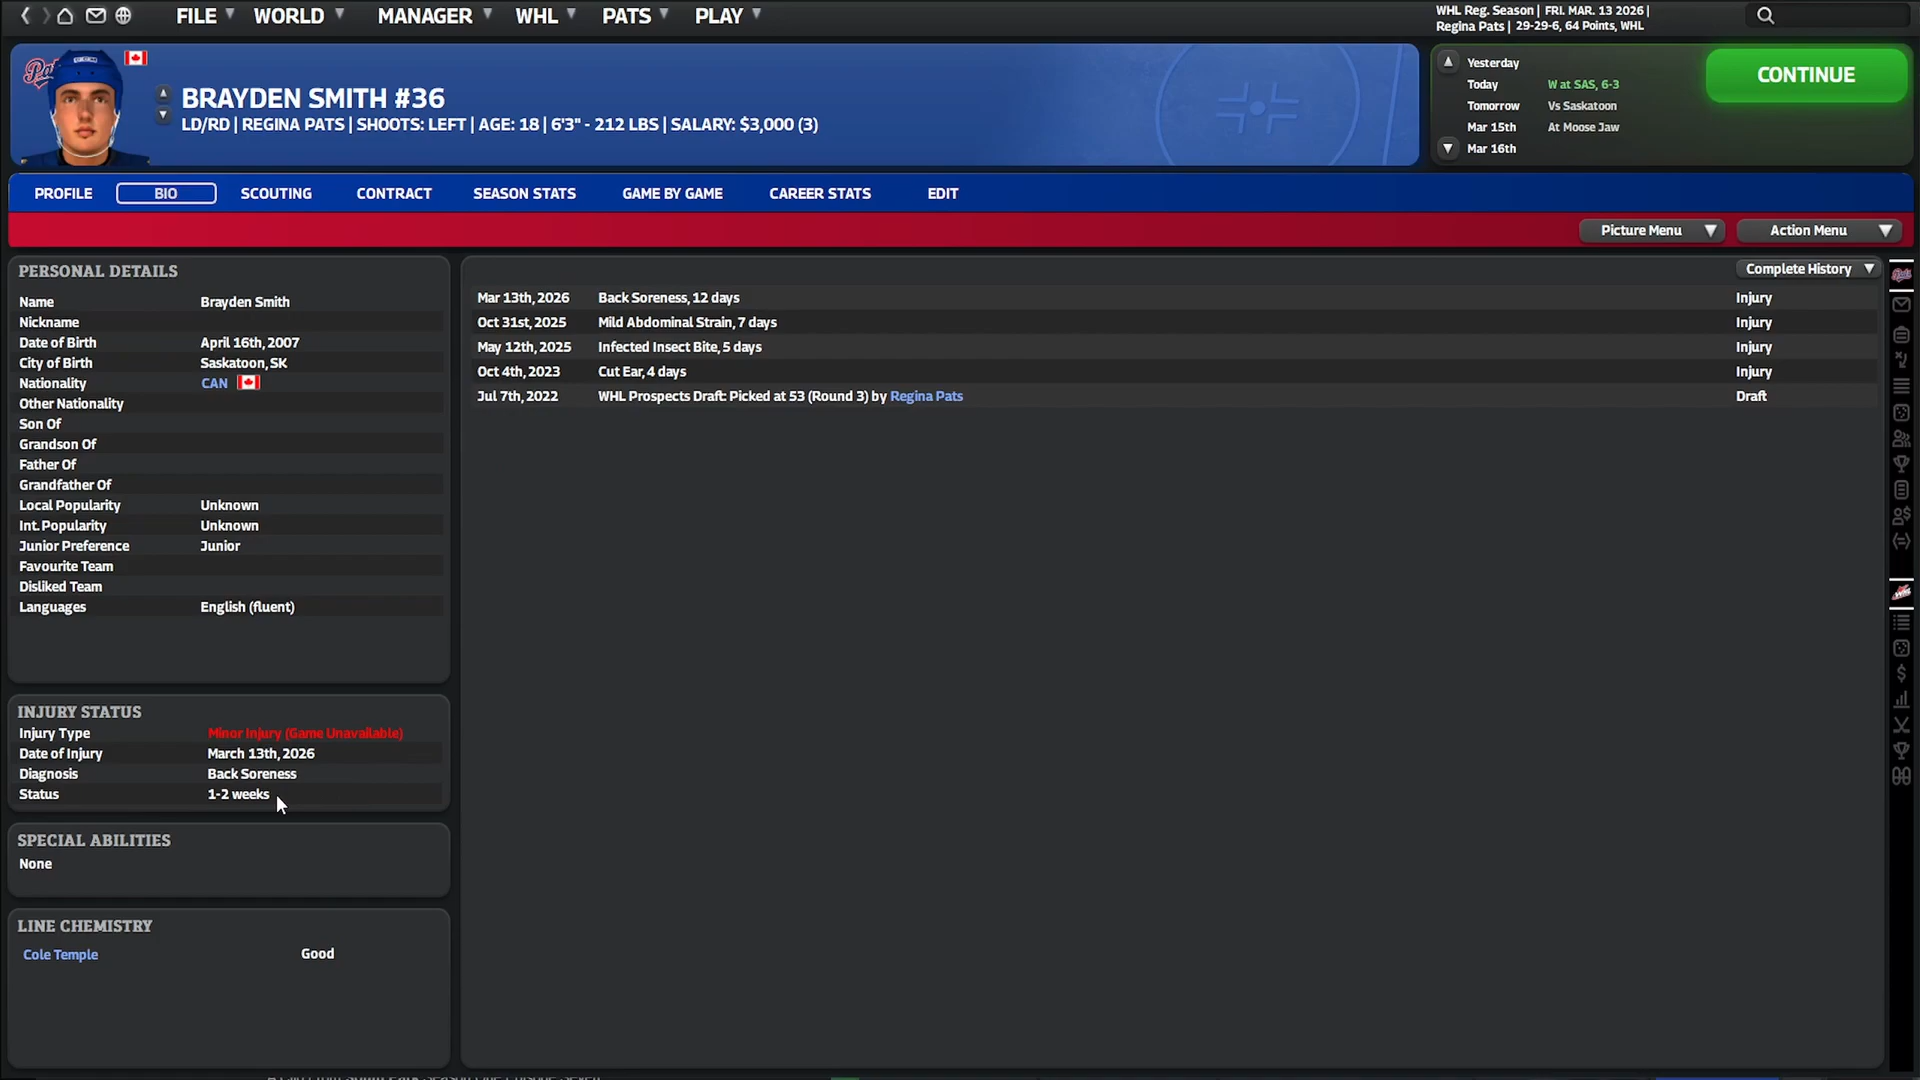 FILE WORLD MANAGER WHL PATS PLAY
WHL Reg. Season | FRI. MAR. 13 2026 |
Regina Pats | 29-29-6, 64 Points, WHL
BRAYDEN SMITH #36
LD/RD | REGINA PATS | SHOOTS: LEFT | AGE: 18 | 6'3" - 212 LBS | SALARY: $3,000 (3)
Yesterday
Today W at SAS, 6-3
Tomorrow Vs Saskatoon
Mar 15th At Moose Jaw
Mar 16th
CONTINUE
PROFILE BIO SCOUTING CONTRACT SEASON STATS GAME BY GAME CAREER STATS EDIT
Picture Menu Action Menu
PERSONAL DETAILS
Name Brayden Smith
Nickname
Date of Birth April 16th, 2007
City of Birth Saskatoon, SK
Nationality CAN
Other Nationality
Son Of
Grandson Of
Father Of
Grandfather Of
Local Popularity Unknown
Int. Popularity Unknown
Junior Preference Junior
Favourite Team
Disliked Team
Languages English (fluent)
Complete History
Mar 13th, 2026 Back Soreness, 12 days Injury
Oct 31st, 2025 Mild Abdominal Strain, 7 days Injury
May 12th, 2025 Infected Insect Bite, 5 days Injury
Oct 4th, 2023 Cut Ear, 4 days Injury
Jul 7th, 2022 WHL Prospects Draft: Picked at 53 (Round 3) by Regina Pats Draft
INJURY STATUS
Injury Type Minor Injury (Game Unavailable)
Date of Injury March 13th, 2026
Diagnosis Back Soreness
Status 1-2 weeks
SPECIAL ABILITIES
None
LINE CHEMISTRY
Cole Temple Good